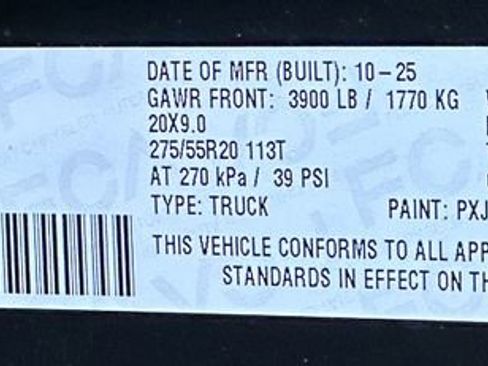 DATE OF MFR (BUILT): 10-25
GAWR FRONT: 3900 LB / 1770 KG
20X9.0
275/55R20 113T
AT 270 kPa / 39 PSI
TYPE: TRUCK PAINT: PXJ
THIS VEHICLE CONFORMS TO ALL APP
STANDARDS IN EFFECT ON TH